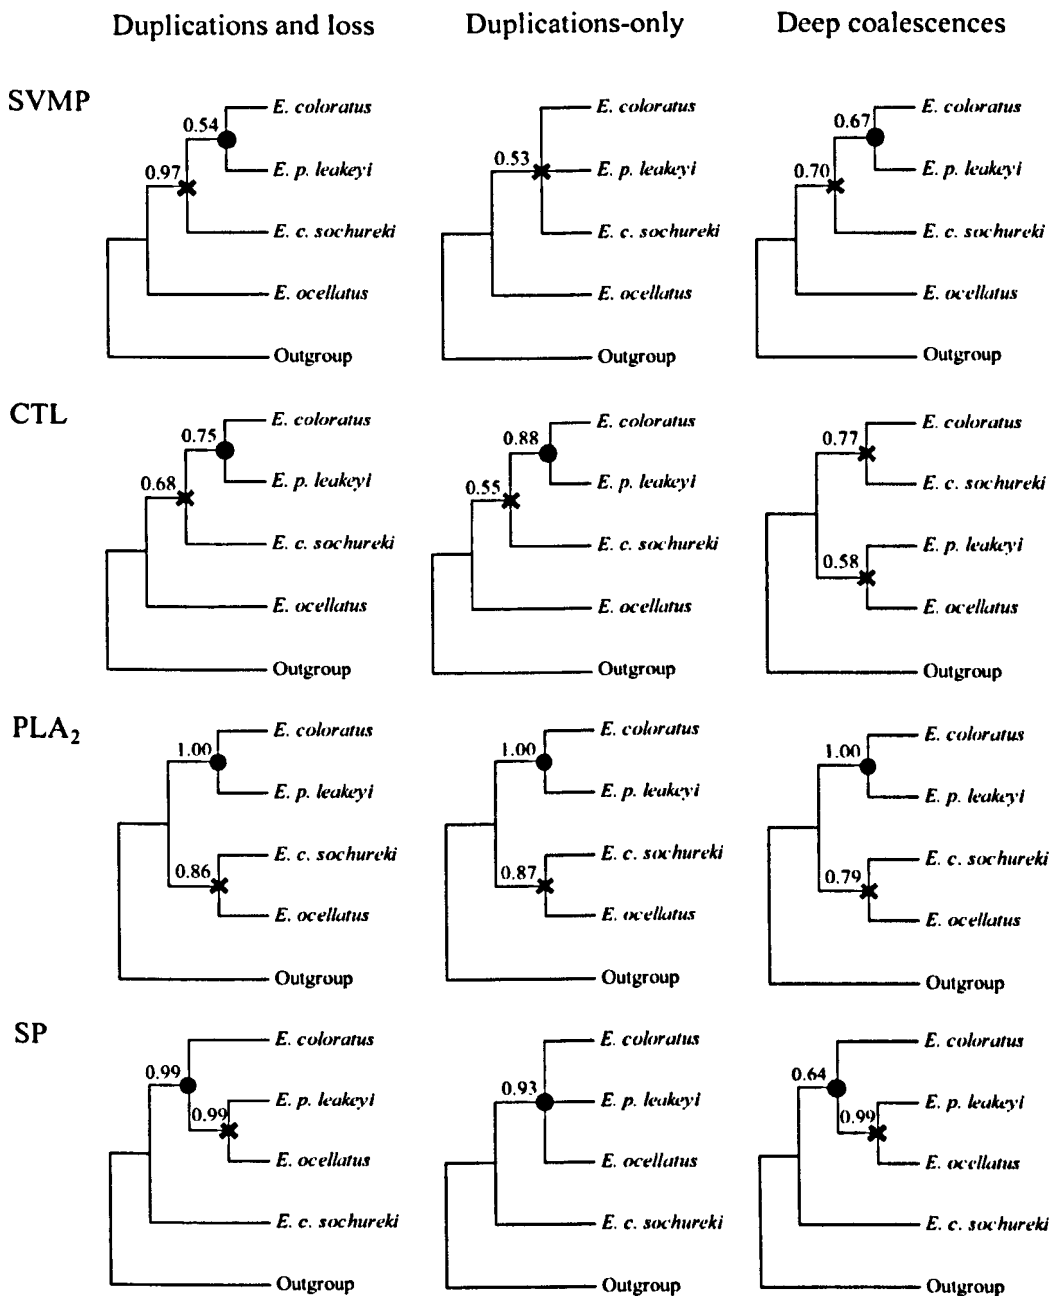 Duplications and loss Duplications-only Deep coalescences
SVMP
E. coloratus E. coloratus E. coloratus
0.54 0.67
E. p. leakeyi E. p. leakeyi E. p. leakeyi
0.97 0.53 0.70
E. c. sochureki E. c. sochureki E. c. sochureki
E. ocellatus E. ocellatus E. ocellatus
Outgroup Outgroup Outgroup
CTL
E. coloratus E. coloratus E. coloratus
0.75 0.88 0.77
E. p. leakeyi E. p. leakeyi E. c. sochureki
0.68 0.55
E. c. sochureki E. c. sochureki E. p. leakeyi
0.58
E. ocellatus E. ocellatus E. ocellatus
Outgroup Outgroup Outgroup
PLA₂
E. coloratus E. coloratus E. coloratus
1.00 1.00 1.00
E. p. leakeyi E. p. leakeyi E. p. leakeyi
E. c. sochureki E. c. sochureki E. c. sochureki
0.86 0.87 0.79
E. ocellatus E. ocellatus E. ocellatus
Outgroup Outgroup Outgroup
SP
E. coloratus E. coloratus E. coloratus
0.99 0.93 0.64
E. p. leakeyi E. p. leakeyi E. p. leakeyi
0.99 0.99
E. ocellatus E. ocellatus E. ocellatus
E. c. sochureki E. c. sochureki E. c. sochureki
Outgroup Outgroup Outgroup